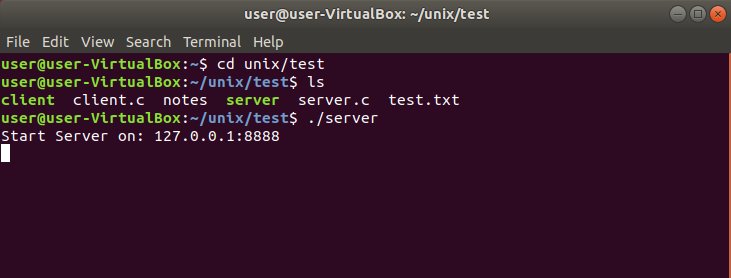 user@user-VirtualBox: ~/unix/test
File Edit View Search Terminal Help
user@user-VirtualBox:~$ cd unix/test
user@user-VirtualBox:~/unix/test$ ls
client  client.c  notes  server  server.c  test.txt
user@user-VirtualBox:~/unix/test$ ./server
Start Server on: 127.0.0.1:8888